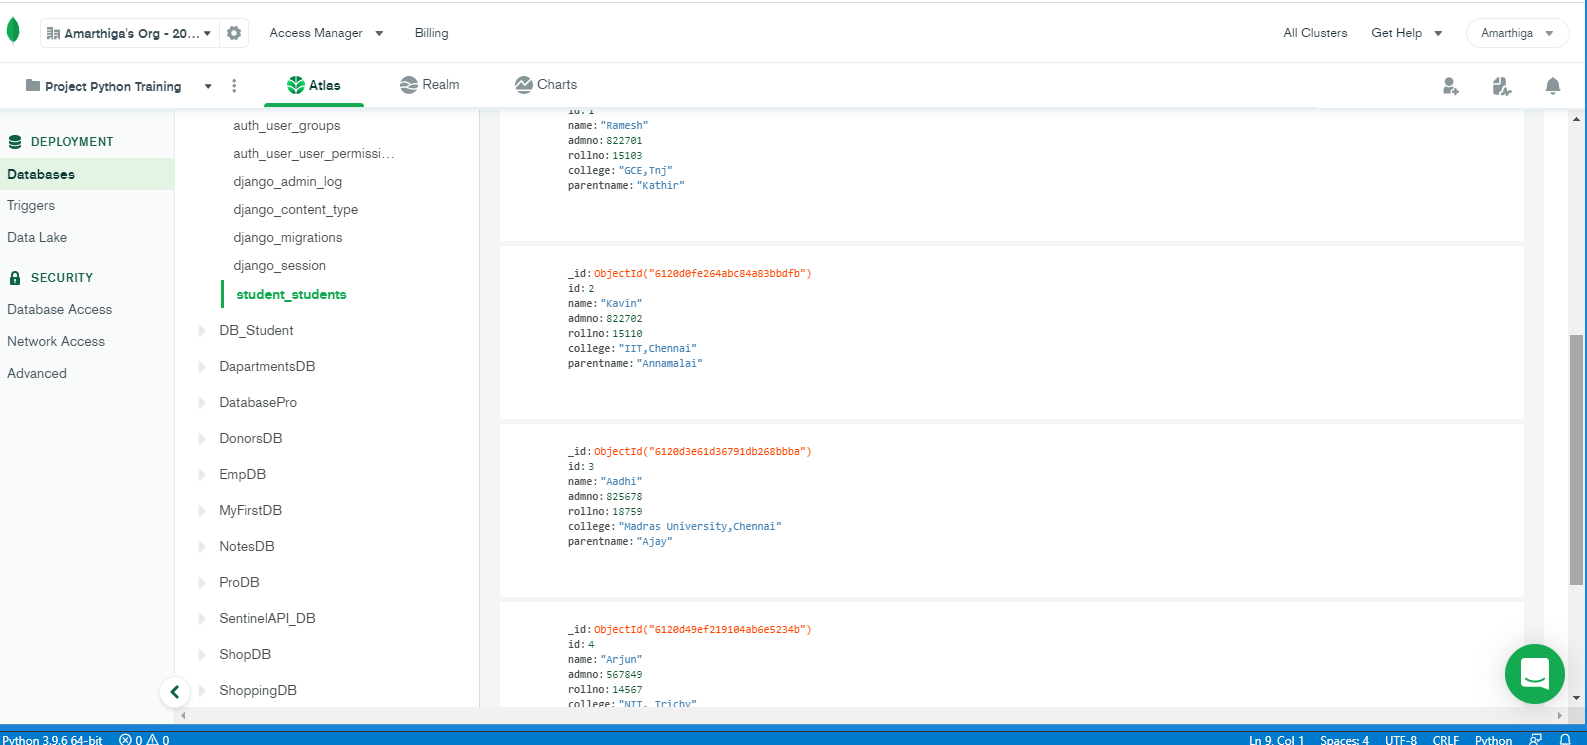 Amarthiga's Org - 20...
Access Manager
Billing
All Clusters
Get Help
Amarthiga
Project Python Training
Atlas
Realm
Charts
DEPLOYMENT
Databases
Triggers
Data Lake
SECURITY
Database Access
Network Access
Advanced
auth_user_groups
auth_user_user_permissi...
django_admin_log
django_content_type
django_migrations
django_session
student_students
DB_Student
DapartmentsDB
DatabasePro
DonorsDB
EmpDB
MyFirstDB
NotesDB
ProDB
SentinelAPI_DB
ShopDB
ShoppingDB
id: 1
name: "Ramesh"
admno: 822701
rollno: 15103
college: "GCE,Tnj"
parentname: "Kathir"
_id: ObjectId("6120d0fe264abc84a83bbdfb")
id: 2
name: "Kavin"
admno: 822702
rollno: 15110
college: "IIT,Chennai"
parentname: "Annamalai"
_id: ObjectId("6120d3e61d36791db268bbba")
id: 3
name: "Aadhi"
admno: 825678
rollno: 18759
college: "Madras University,Chennai"
parentname: "Ajay"
_id: ObjectId("6120d49ef219104ab6e5234b")
id: 4
name: "Arjun"
admno: 567849
rollno: 14567
college: "NIT, Trichy"
Python 3.9.6 64-bit
0
0
Ln 9, Col 1
Spaces: 4
UTF-8
CRLF
Python